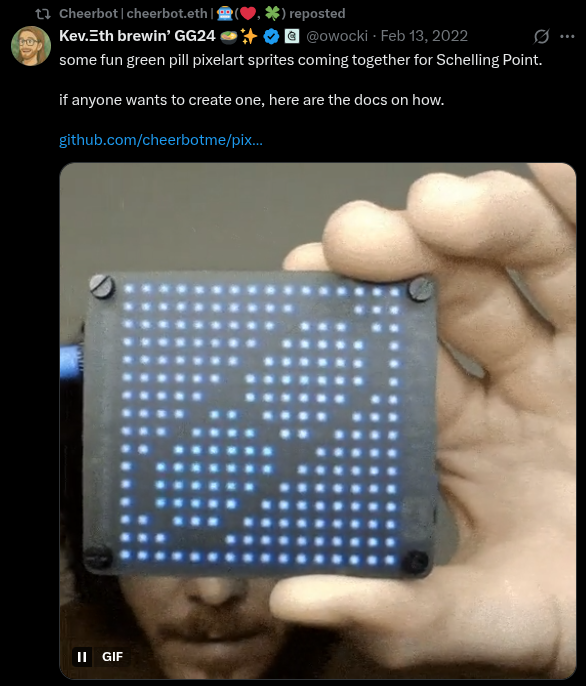 Cheerbot | cheerbot.eth | 🤖(❤️, 🍀) reposted
Kev.Ξth brewin’ GG24 🍵✨ @owocki · Feb 13, 2022
some fun green pill pixelart sprites coming together for Schelling Point.
if anyone wants to create one, here are the docs on how.
github.com/cheerbotme/pix…
GIF